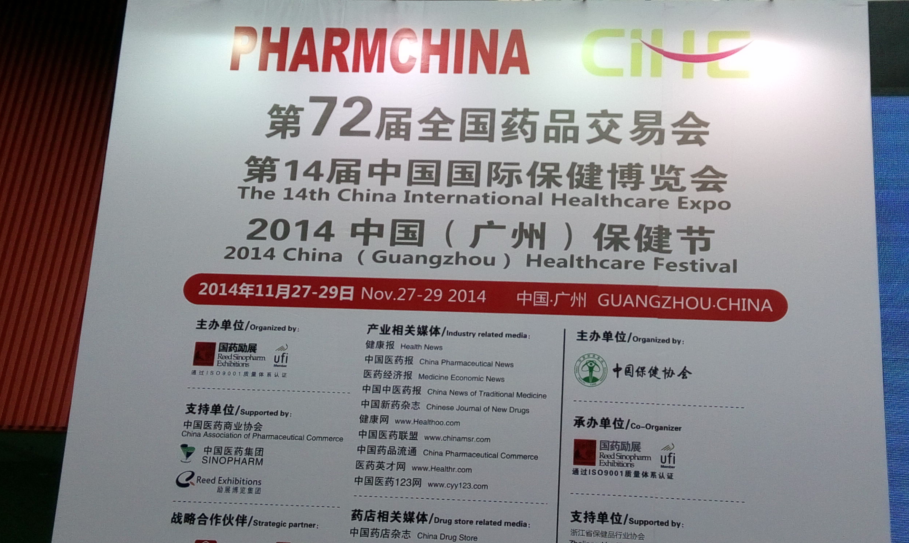 PHARMCHINA CIHE
第72届全国药品交易会
第14届中国国际保健博览会
The 14th China International Healthcare Expo
2014 中国（广州）保健节
2014 China （Guangzhou） Healthcare Festival
2014年11月27-29日 Nov.27-29 2014 中国·广州 GUANGZHOU·CHINA
主办单位/Organized by:
国药励展
Reed Sinopharm
Exhibitions
ufi
Member
通过ISO9001质量体系认证
支持单位/Supported by:
中国医药商业协会
China Association of Pharmaceutical Commerce
中国医药集团
SINOPHARM
Reed Exhibitions
励展博览集团
战略合作伙伴/Strategic partner:
产业相关媒体/Industry related media:
健康报 Health News
中国医药报 China Pharmaceutical News
医药经济报 Medicine Economic News
中国中医药报 China News of Traditional Medicine
中国新药杂志 Chinese Journal of New Drugs
健康网 www.Healthoo.com
中国医药联盟 www.chinamsr.com
中国药品流通 China Pharmaceutical Commerce
医药英才网 www.Healthr.com
中国医药123网 www.cyy123.com
药店相关媒体/Drug store related media:
中国药店杂志 China Drug Store
主办单位/Organized by:
中国保健协会
承办单位/Co-Organizer
国药励展
Reed Sinopharm
Exhibitions
ufi
Member
通过ISO9001质量体系认证
支持单位/Supported by:
浙江省保健品行业协会